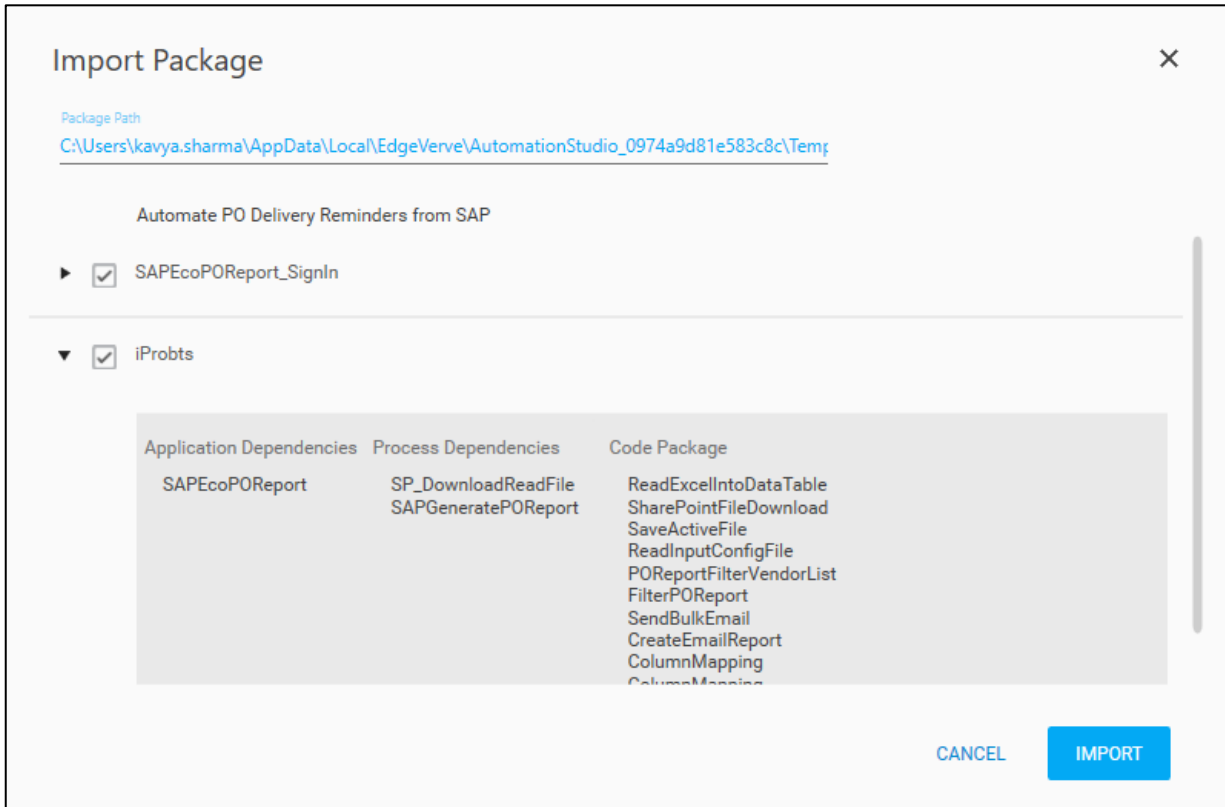 Import Package
Package Path
C:\Users\kavya.sharma\AppData\Local\EdgeVerve\AutomationStudio_0974a9d81e583c8c\Temp
Automate PO Delivery Reminders from SAP
SAPEcoPOReport_SignIn
iProbts
Application Dependencies Process Dependencies Code Package
SAPEcoPOReport SP_DownloadReadFile ReadExcelIntoDataTable
SAPGeneratePOReport SharePointFileDownload
SaveActiveFile
ReadInputConfigFile
POReportFilterVendorList
FilterPOReport
SendBulkEmail
CreateEmailReport
ColumnMapping
ColumnMapping
CANCEL IMPORT